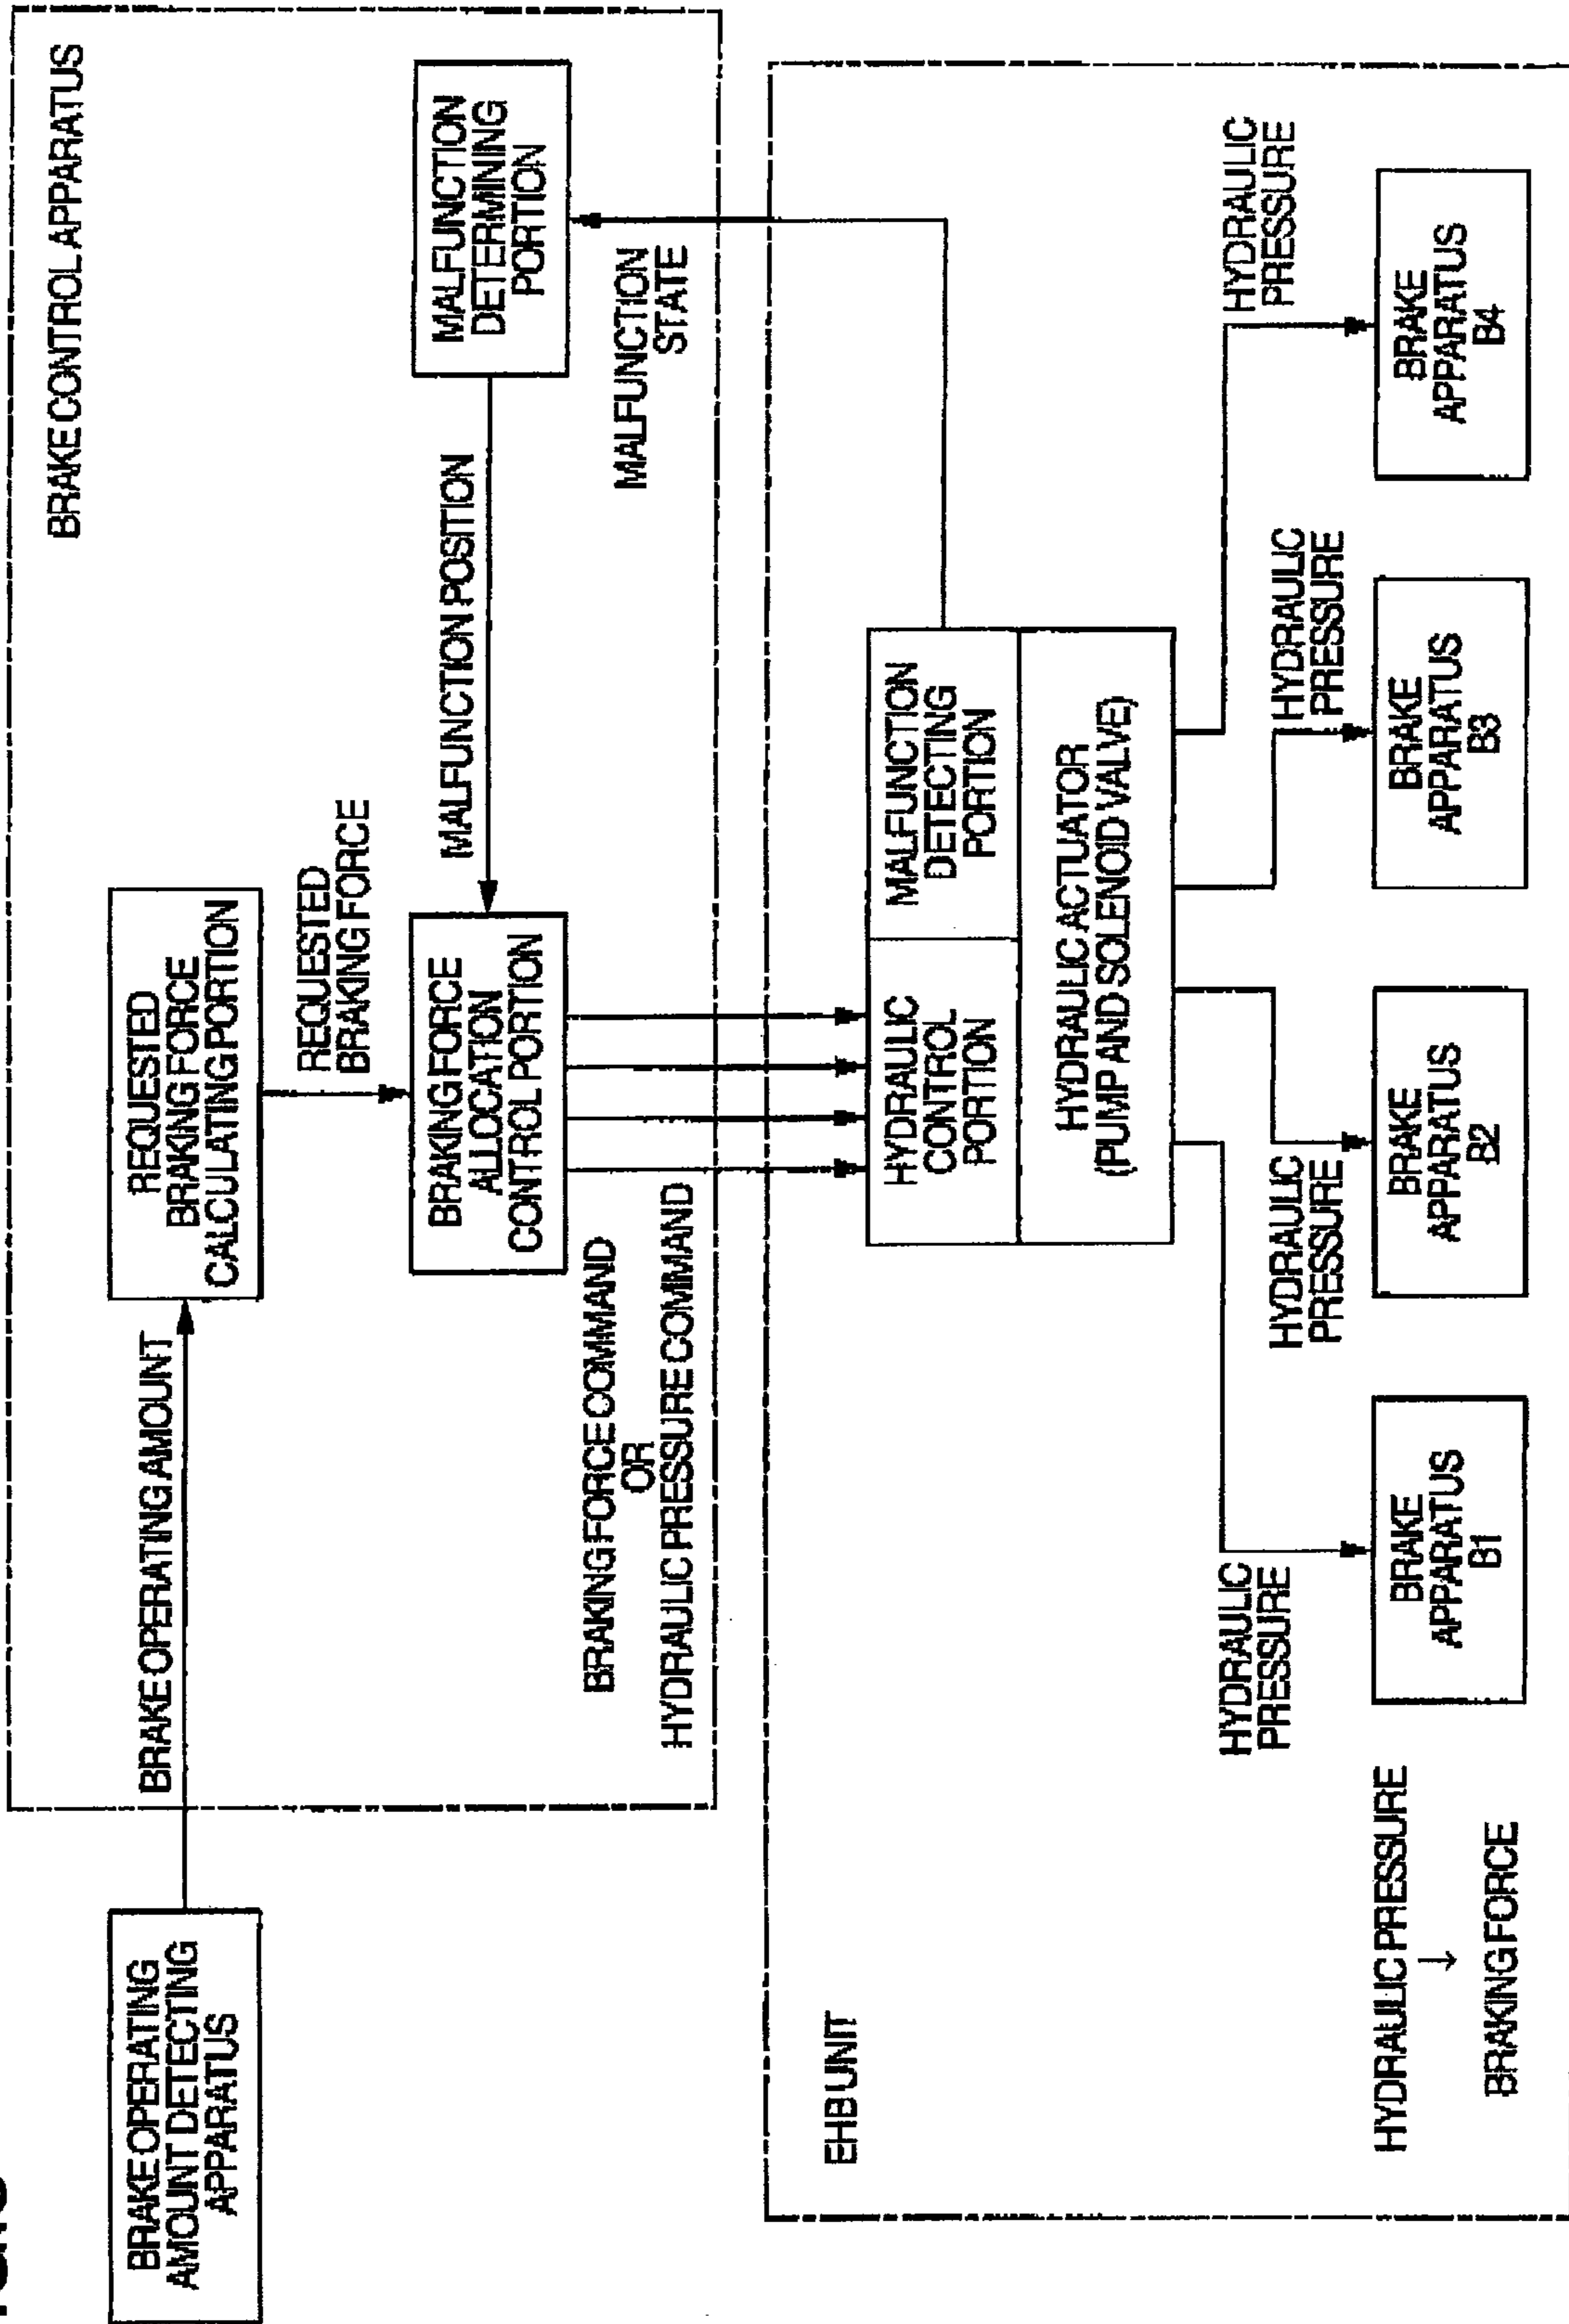 BRAKE OPERATING
AMOUNT DETECTING
APPARATUS
BRAKE OPERATING AMOUNT
REQUESTED
BRAKING FORCE
CALCULATING PORTION
BRAKE CONTROL APPARATUS
REQUESTED
BRAKING FORCE
BRAKING FORCE
ALLOCATION
CONTROL PORTION
MALFUNCTION POSITION
MALFUNCTION
DETERMINING
PORTION
BRAKING FORCE COMMAND
OR
HYDRAULIC PRESSURE COMMAND
MALFUNCTION
STATE
EHB UNIT
HYDRAULIC
CONTROL
PORTION
MALFUNCTION
DETECTING
PORTION
HYDRAULIC ACTUATOR
(PUMP AND SOLENOID VALVE)
HYDRAULIC
PRESSURE
HYDRAULIC
PRESSURE
HYDRAULIC
PRESSURE
HYDRAULIC
PRESSURE
HYDRAULIC PRESSURE
↓
BRAKING FORCE
BRAKE
APPARATUS
B1
BRAKE
APPARATUS
B2
BRAKE
APPARATUS
B3
BRAKE
APPARATUS
B4